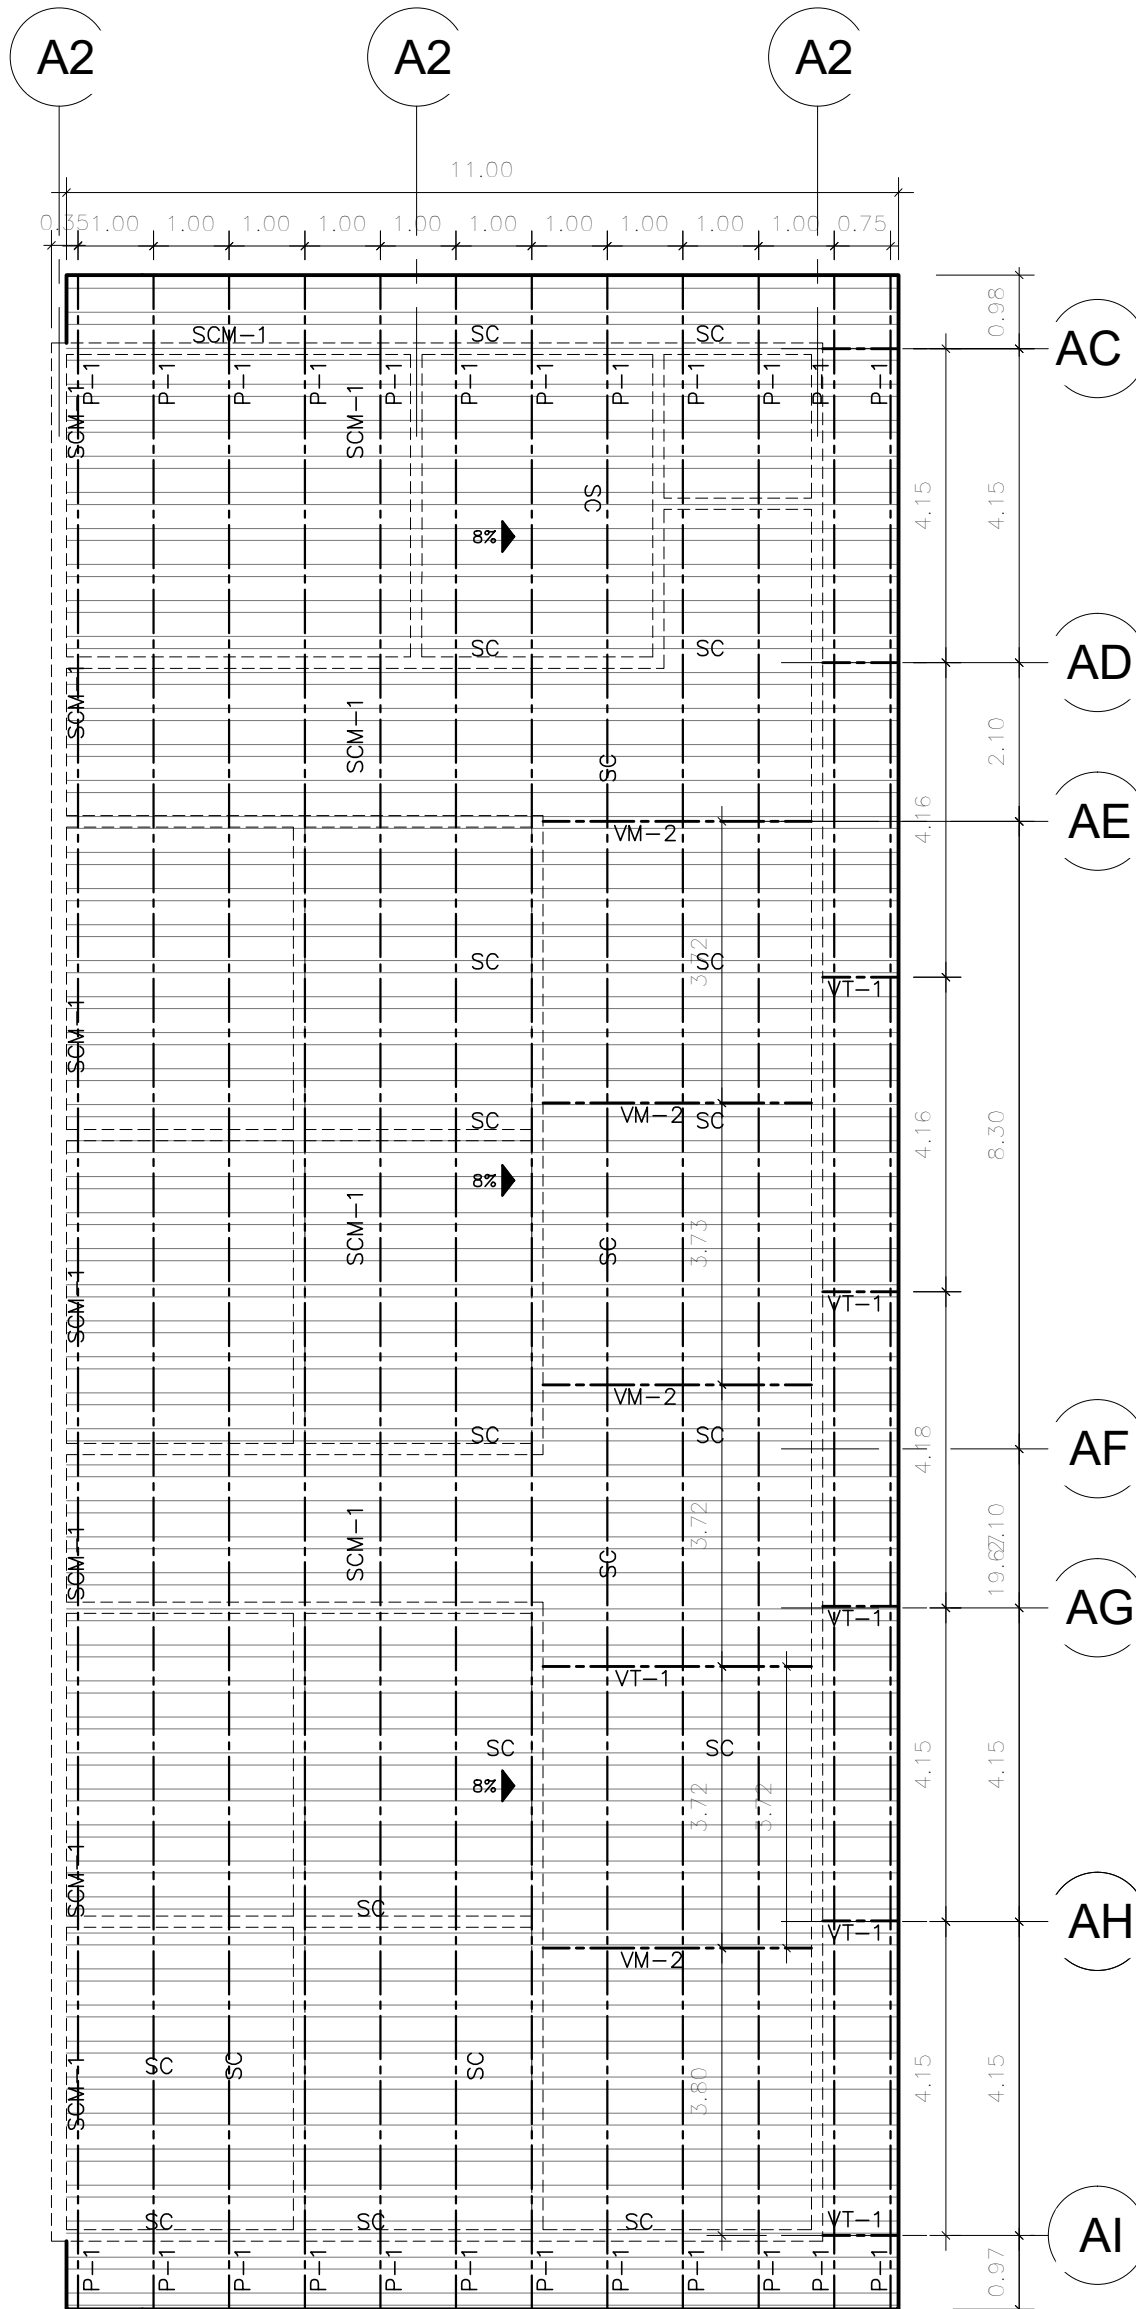 A2 A2 A2
11.00
0.35 1.00 1.00 1.00 1.00 1.00 1.00 1.00 1.00 1.00 1.00 0.75
0.98
SCM-1 SC SC
AC
P-1 P-1 P-1 P-1 P-1 P-1 P-1 P-1 P-1 P-1 P-1 P-1
SCM-1 SCM-1
SC
4.15 4.15
8%
SC SC
AD
SCM-1 SCM-1
2.10
SC
4.16
AE
VM-2
SC 3.72 SC
VT-1
SCM-1
SC VM-2 SC
4.16 8.30
8%
SCM-1 3.73
SC
SCM-1
VT-1
VM-2
SC SC
AF
4.18
SCM-1 SCM-1 3.72
SC
19.62 2.10
VT-1
AG
VT-1
SC SC
4.15 4.15
8%
3.72 3.72
SCM-1
SC
AH
VT-1
VM-2
SC SC SC
SCM-1
3.80
4.15 4.15
SC SC SC
VT-1
AI
P-1 P-1 P-1 P-1 P-1 P-1 P-1 P-1 P-1 P-1 P-1 P-1
0.97